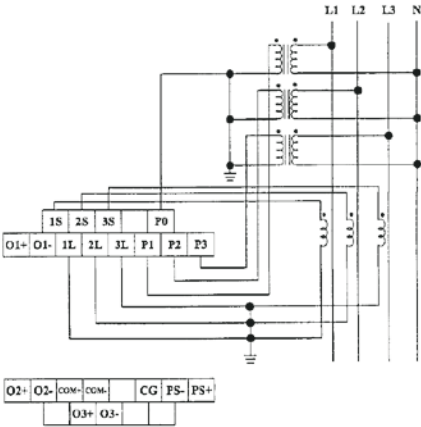 L1 L2 L3 N
1S 2S 3S P0
O1+ O1- 1L 2L 3L P1 P2 P3
O2+ O2- COM+ COM- CG PS- PS+
O3+ O3-